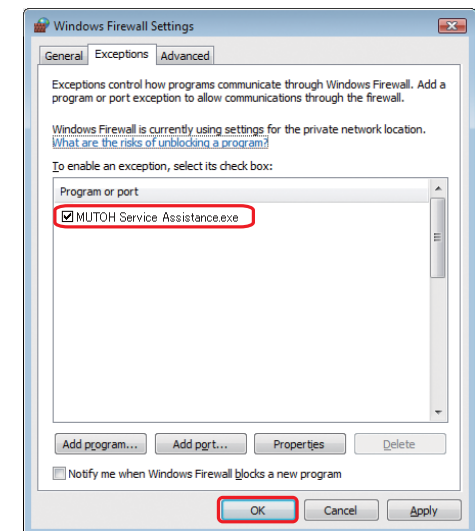 Windows Firewall Settings
General Exceptions Advanced
Exceptions control how programs communicate through Windows Firewall. Add a
program or port exception to allow communications through the firewall.
Windows Firewall is currently using settings for the private network location.
What are the risks of unblocking a program?
To enable an exception, select its check box:
Program or port
MUTOH Service Assistance.exe
Add program... Add port... Properties Delete
Notify me when Windows Firewall blocks a new program
OK Cancel Apply